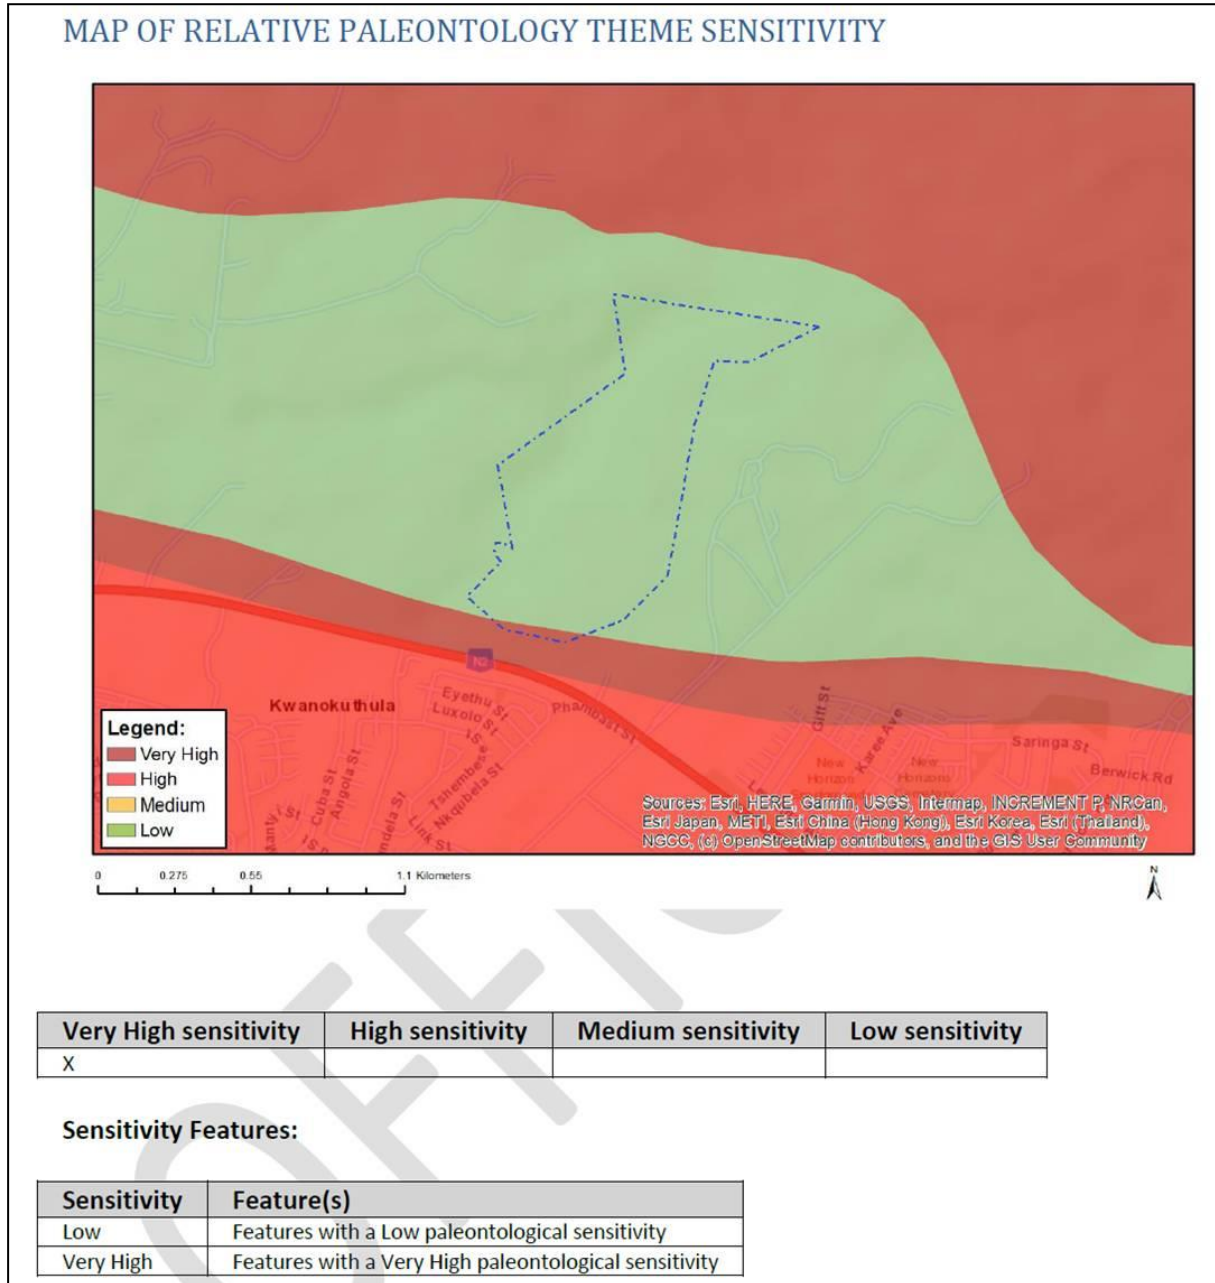 MAP OF RELATIVE PALEONTOLOGY THEME SENSITIVITY
N2
Kwanokuthula
Eyethu St
Luxolo St
Phambast St
Tshembese
Nkqubela St
Link St
Cuba St
Angola St
Gift St
Karee Ave
New
Horizon
New
Horizons
Saringa St
Berwick Rd
Legend:
Very High
High
Medium
Low
Sources: Esri, HERE, Garmin, USGS, Intermap, INCREMENT P, NRCan,
Esri Japan, METI, Esri China (Hong Kong), Esri Korea, Esri (Thailand),
NGCC, (c) OpenStreetMap contributors, and the GIS User Community
0 0.275 0.55 1.1 Kilometers
N
Very High sensitivity High sensitivity Medium sensitivity Low sensitivity
X
Sensitivity Features:
Sensitivity Feature(s)
Low Features with a Low paleontological sensitivity
Very High Features with a Very High paleontological sensitivity